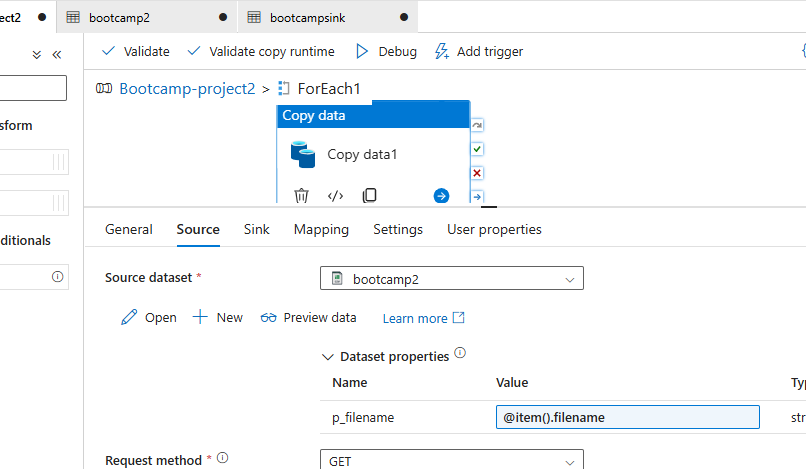 ect2 bootcamp2 bootcampsink
Validate Validate copy runtime Debug Add trigger
Bootcamp-project2 > ForEach1
sform
Copy data
Copy data1
ditionals
General Source Sink Mapping Settings User properties
Source dataset * bootcamp2
Open New Preview data Learn more
Dataset properties
Name Value Ty
p_filename @item().filename str
Request method * GET